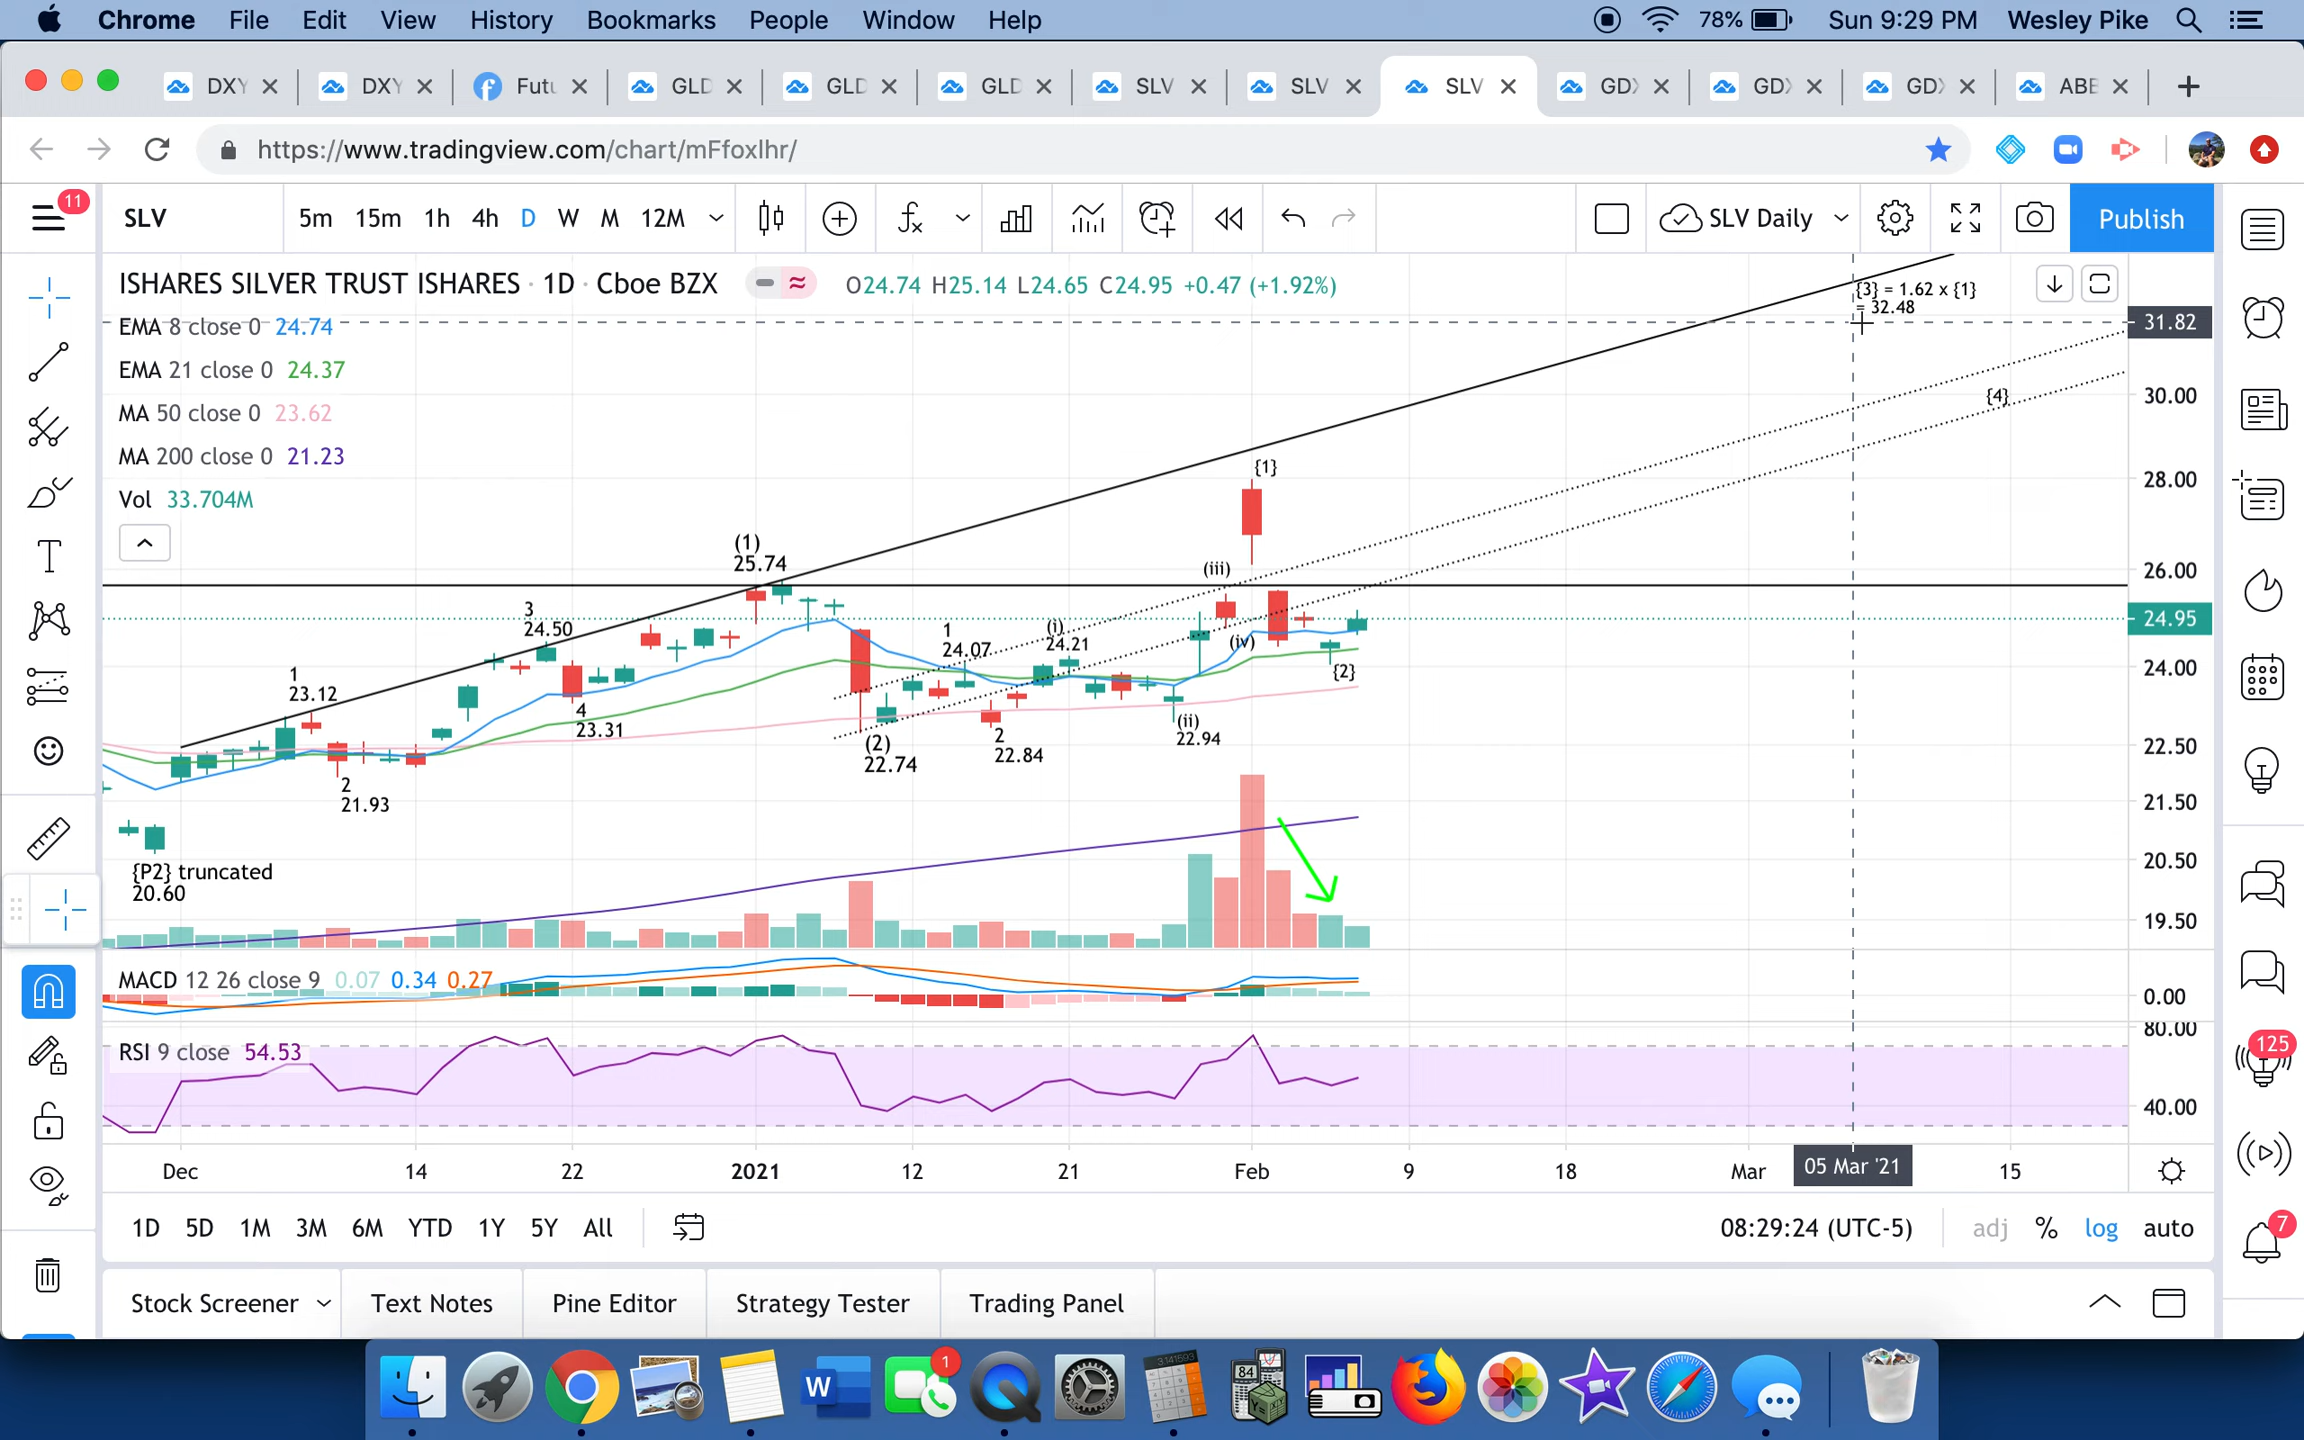 Chrome File Edit View History Bookmarks People Window Help 78% Sun 9:29 PM Wesley Pike
DXY DXY Futu GLD GLD GLD SLV SLV SLV GDX GDX GDX ABB
https://www.tradingview.com/chart/mFfoxlhr/
11
SLV 5m 15m 1h 4h D W M 12M SLV Daily Publish
ISHARES SILVER TRUST ISHARES · 1D · Cboe BZX O24.74 H25.14 L24.65 C24.95 +0.47 (+1.92%)
{3} = 1.62 x {1}
= 32.48
EMA 8 close 0 24.74
31.82
EMA 21 close 0 24.37
30.00
{4}
MA 50 close 0 23.62
MA 200 close 0 21.23
{1}
28.00
Vol 33.704M
(1)
25.74
(iii)
26.00
3
24.50
1
24.07
(i)
24.21
(iv)
24.95
24.00
{2}
1
23.12
4
23.31
(2)
22.74
2
22.84
(ii)
22.94
22.50
2
21.93
21.50
{P2} truncated
20.60
20.50
19.50
MACD 12 26 close 9 0.07 0.34 0.27
0.00
80.00
RSI 9 close 54.53
40.00
125
Dec 14 22 2021 12 21 Feb 9 18 Mar 05 Mar '21 15
1D 5D 1M 3M 6M YTD 1Y 5Y All 08:29:24 (UTC-5) adj % log auto
7
Stock Screener Text Notes Pine Editor Strategy Tester Trading Panel
W
1
3.141593
84